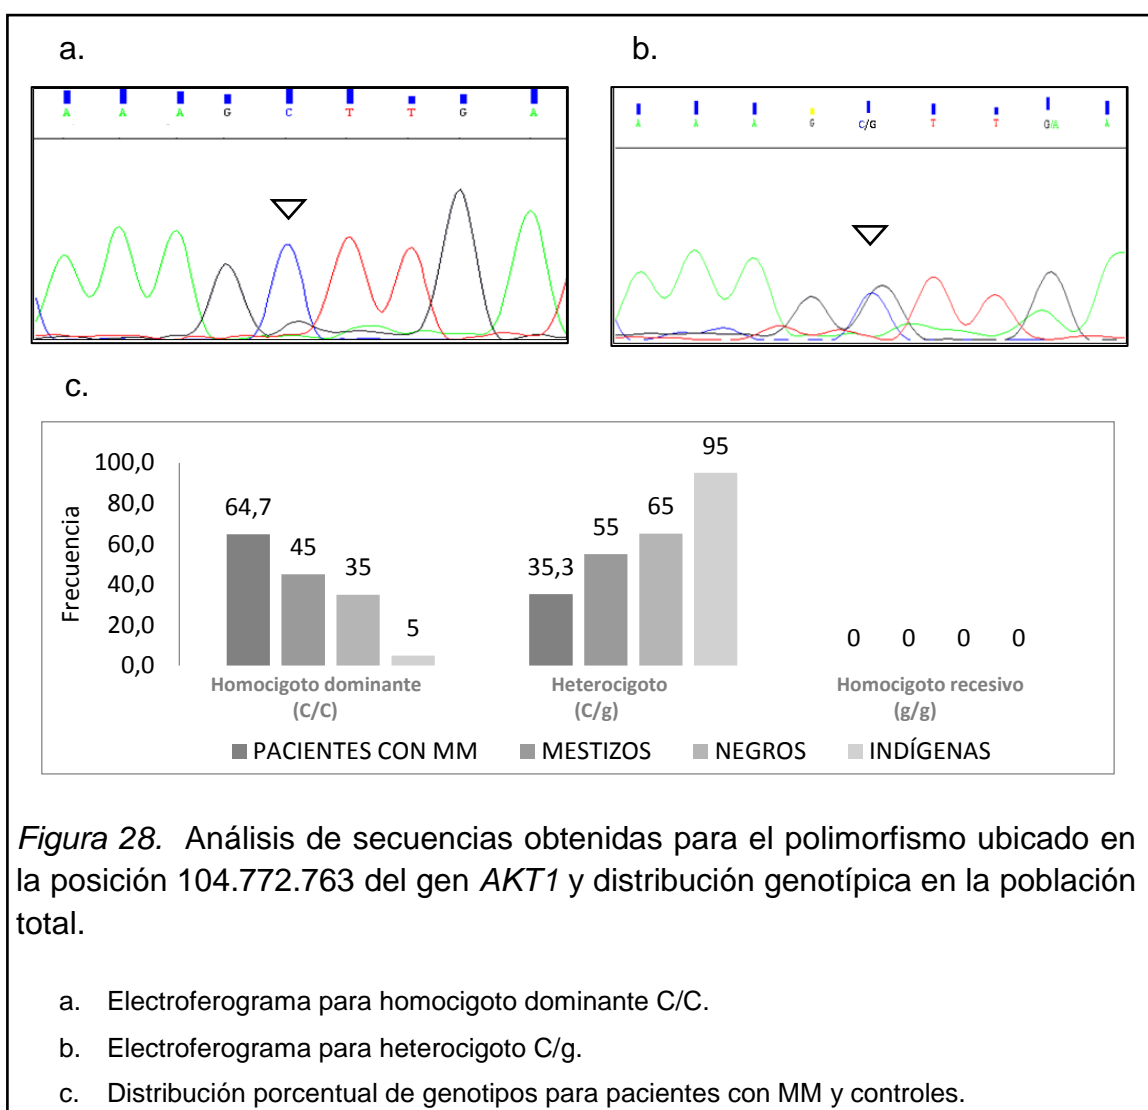 a.
A A A G C T T G A
b.
A A A G C/G T T G/A A
c.
Frecuencia
100,0
80,0
60,0
40,0
20,0
0,0
64,7
45
35
5
35,3
55
65
95
0 0 0 0
Homocigoto dominante
(C/C)
Heterocigoto
(C/g)
Homocigoto recesivo
(g/g)
PACIENTES CON MM MESTIZOS NEGROS INDÍGENAS
Figura 28. Análisis de secuencias obtenidas para el polimorfismo ubicado en
la posición 104.772.763 del gen AKT1 y distribución genotípica en la población
total.
a. Electroferograma para homocigoto dominante C/C.
b. Electroferograma para heterocigoto C/g.
c. Distribución porcentual de genotipos para pacientes con MM y controles.